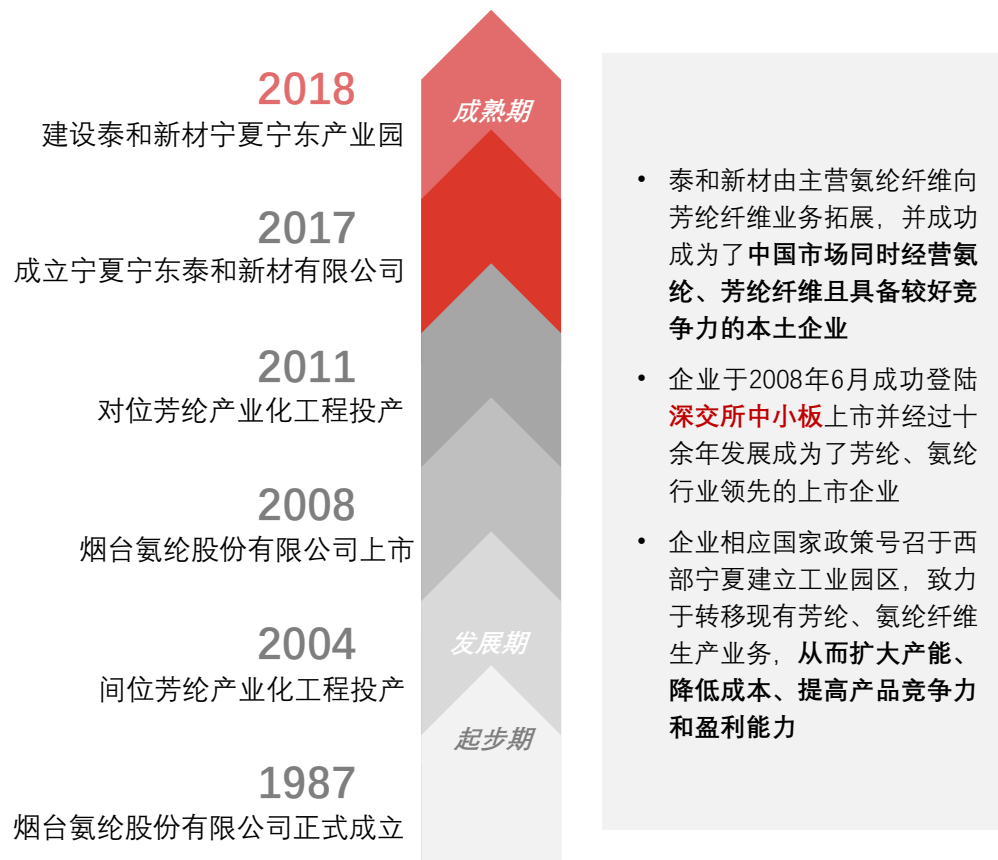 2018
建设泰和新材宁夏宁东产业园
2017
成立宁夏宁东泰和新材有限公司
2011
对位芳纶产业化工程投产
2008
烟台氨纶股份有限公司上市
2004
间位芳纶产业化工程投产
1987
烟台氨纶股份有限公司正式成立
成熟期
发展期
起步期
• 泰和新材由主营氨纶纤维向
芳纶纤维业务拓展，并成功
成为了中国市场同时经营氨
纶、芳纶纤维且具备较好竞
争力的本土企业
• 企业于2008年6月成功登陆
深交所中小板上市并经过十
余年发展成为了芳纶、氨纶
行业领先的上市企业
• 企业相应国家政策号召于西
部宁夏建立工业园区，致力
于转移现有芳纶、氨纶纤维
生产业务，从而扩大产能、
降低成本、提高产品竞争力
和盈利能力